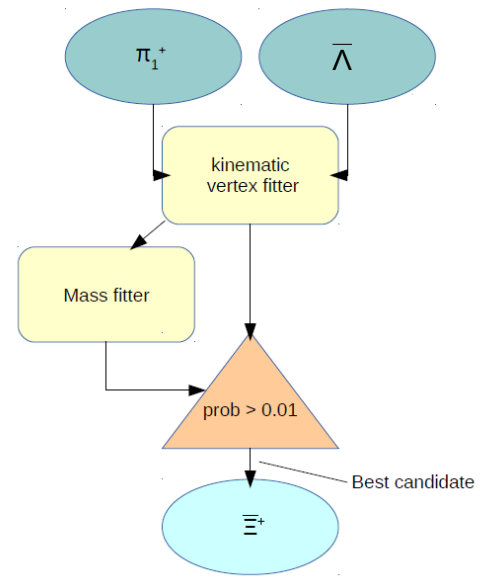 π₁⁺
Λ̅
kinematic
vertex fitter
Mass fitter
prob > 0.01
Best candidate
Ξ̅⁺